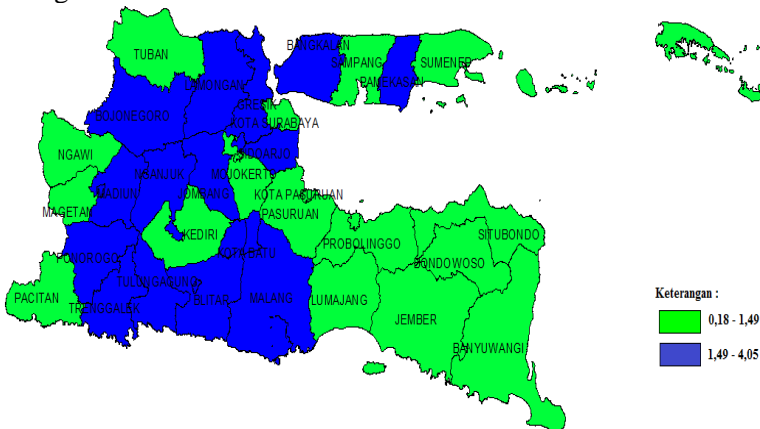 TUBAN
BANGKALAN
SAMPANG
SUMENEP
PAMEKASAN
LAMONGAN
GRESIK
BOJONEGORO
KOTA SURABAYA
NGAWI
SIDOARJO
NGANJUK
MOJOKERTO
MADIUN
JOMBANG
KOTA PASURUAN
MAGETAN
PASURUAN
KEDIRI
SITUBONDO
PROBOLINGGO
KOTA BATU
PONOROGO
BONDOWOSO
TULUNGAGUNG
PACITAN
BLITAR
MALANG
LUMAJANG
TRENGGALEK
JEMBER
BANYUWANGI
Keterangan :
0,18 - 1,49
1,49 - 4,05